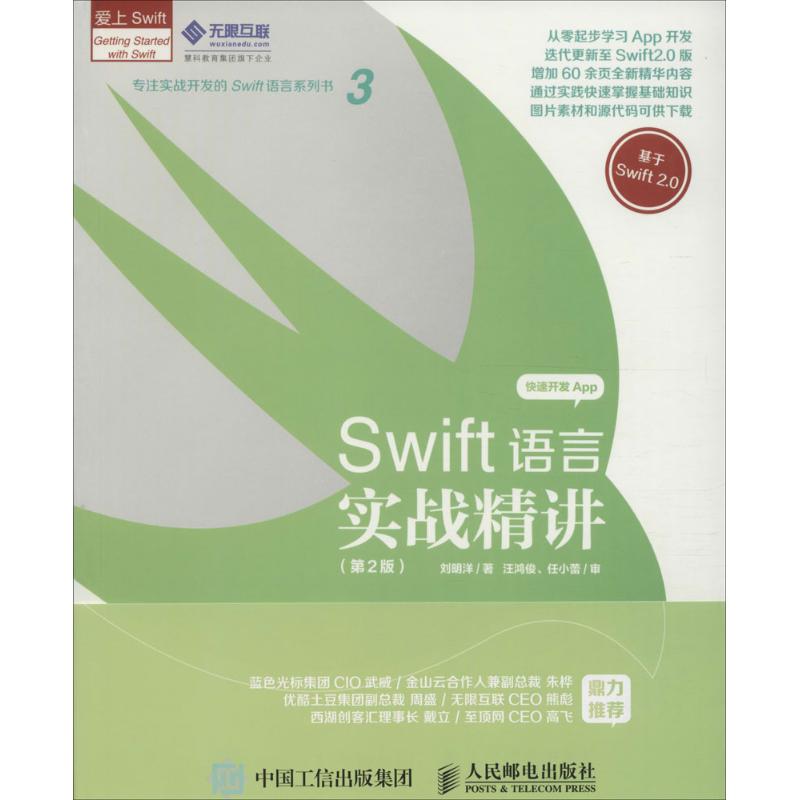 爱上 Swift
Getting Started
with Swift
无限互联
wuxianedu.com
慧科教育集团旗下企业
专注实战开发的 Swift 语言系列书 3
从零起步学习 App 开发
迭代更新至 Swift2.0 版
增加 60 余页全新精华内容
通过实践快速掌握基础知识
图片素材和源代码可供下载
基于
Swift 2.0
快速开发 App
Swift 语言
实战精讲
（第2版）
刘明洋/著 汪鸿俊、任小蕾/审
蓝色光标集团CIO 武威/金山云合作人兼副总裁 朱桦
优酷土豆集团副总裁 周盛/无限互联CEO 熊彪
西湖创客汇理事长 戴立/至顶网CEO 高飞
鼎力
推荐
中国工信出版集团
人民邮电出版社
POSTS & TELECOM PRESS